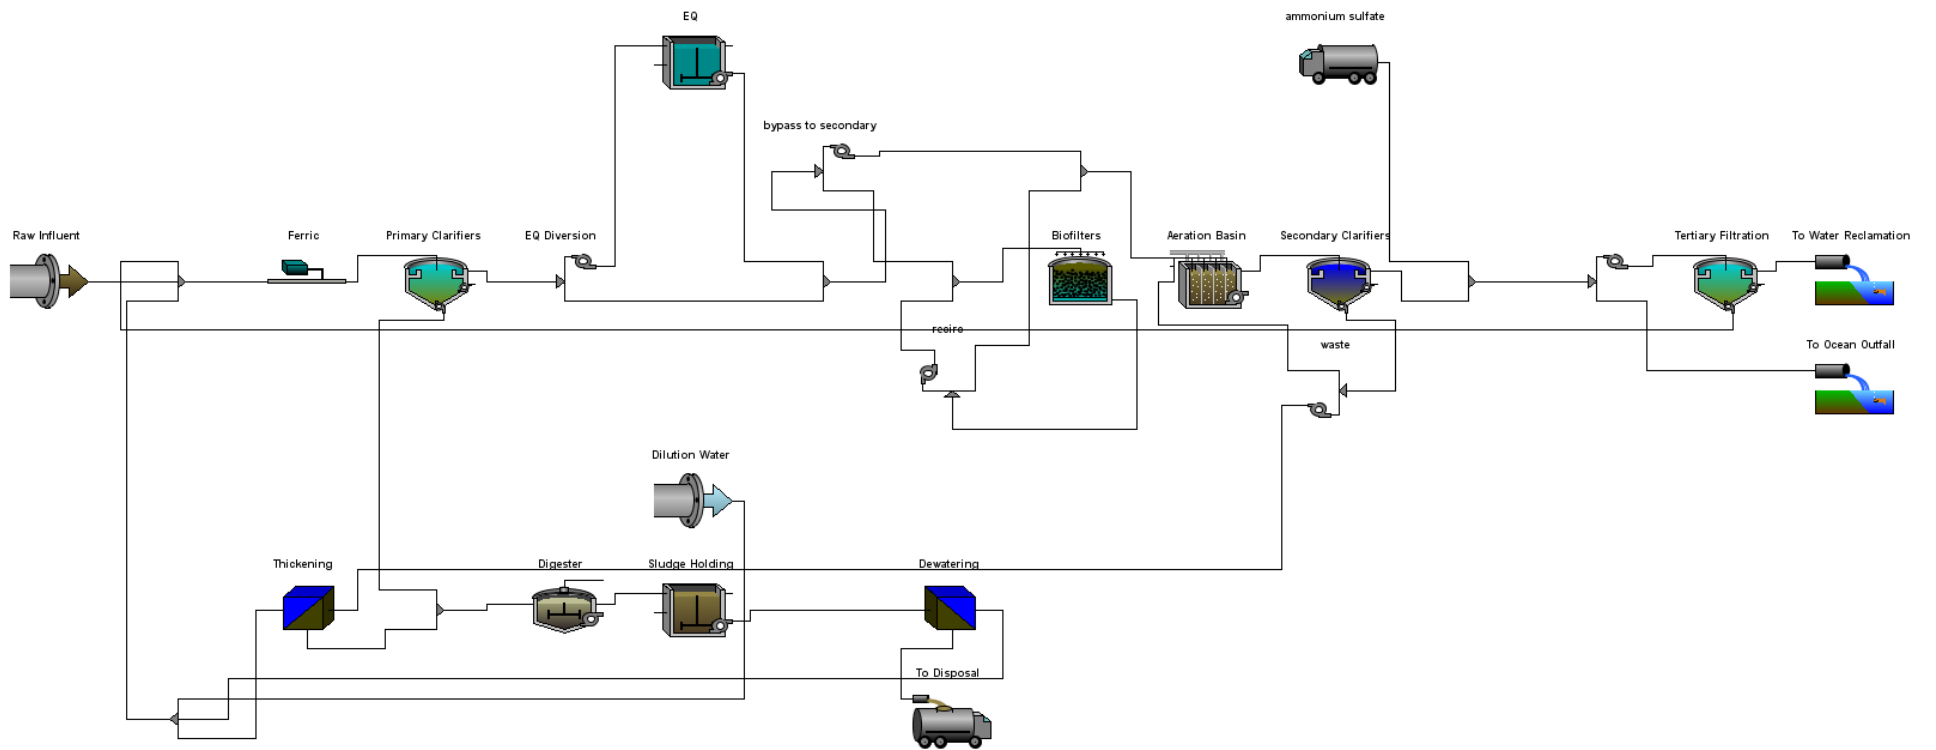 EQ
ammonium sulfate
bypass to secondary
Raw Influent
Ferric
Primary Clarifiers
EQ Diversion
Biofilters
Aeration Basin
Secondary Clarifiers
Tertiary Filtration
To Water Reclamation
recirc
waste
To Ocean Outfall
Dilution Water
Thickening
Digester
Sludge Holding
Dewatering
To Disposal